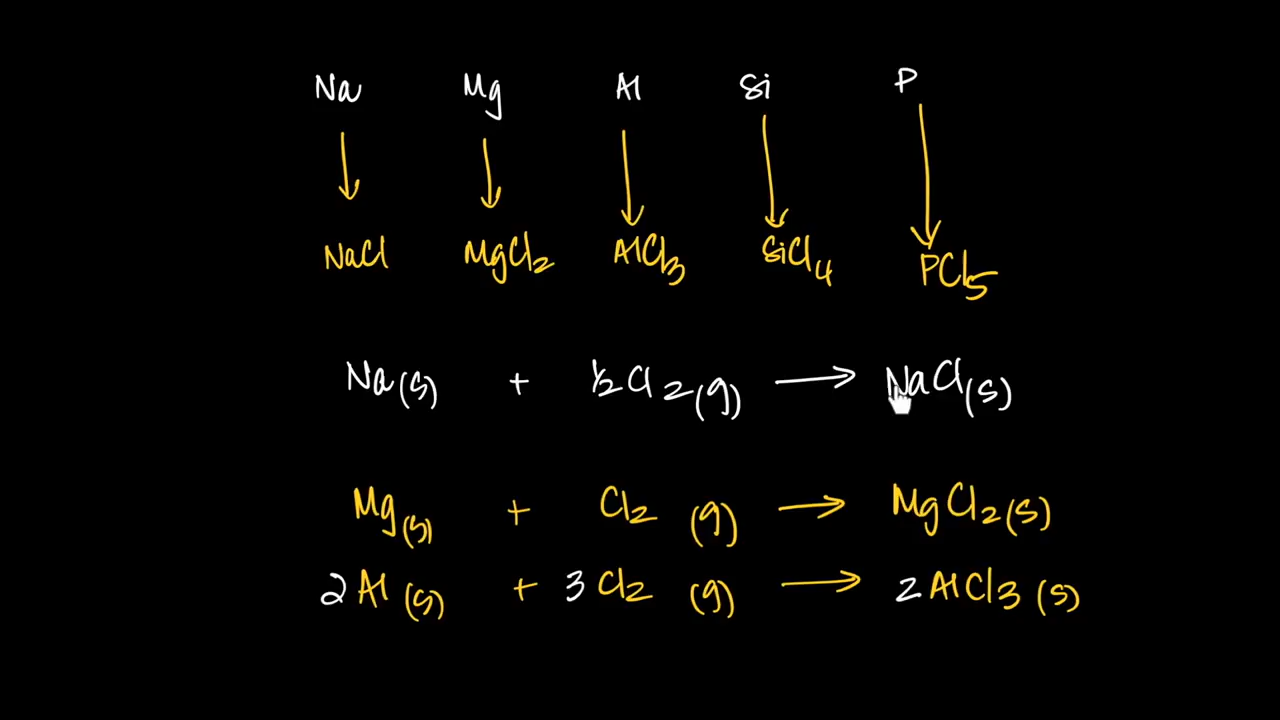 Na Mg Al Si P
NaCl MgCl2 AlCl3 SiCl4 PCl5
Na(s) + ½Cl2(g) → NaCl(s)
Mg(s) + Cl2 (g) → MgCl2(s)
2Al(s) + 3Cl2 (g) → 2AlCl3(s)